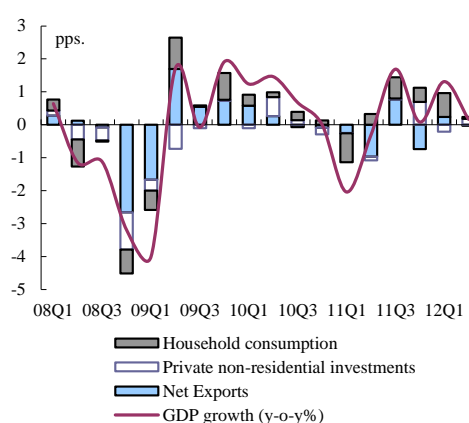 3
pps.
2
1
0
-1
-2
-3
-4
-5
08Q1 08Q3 09Q1 09Q3 10Q1 10Q3 11Q1 11Q3 12Q1
Household consumption
Private non-residential investments
Net Exports
GDP growth (y-o-y%)